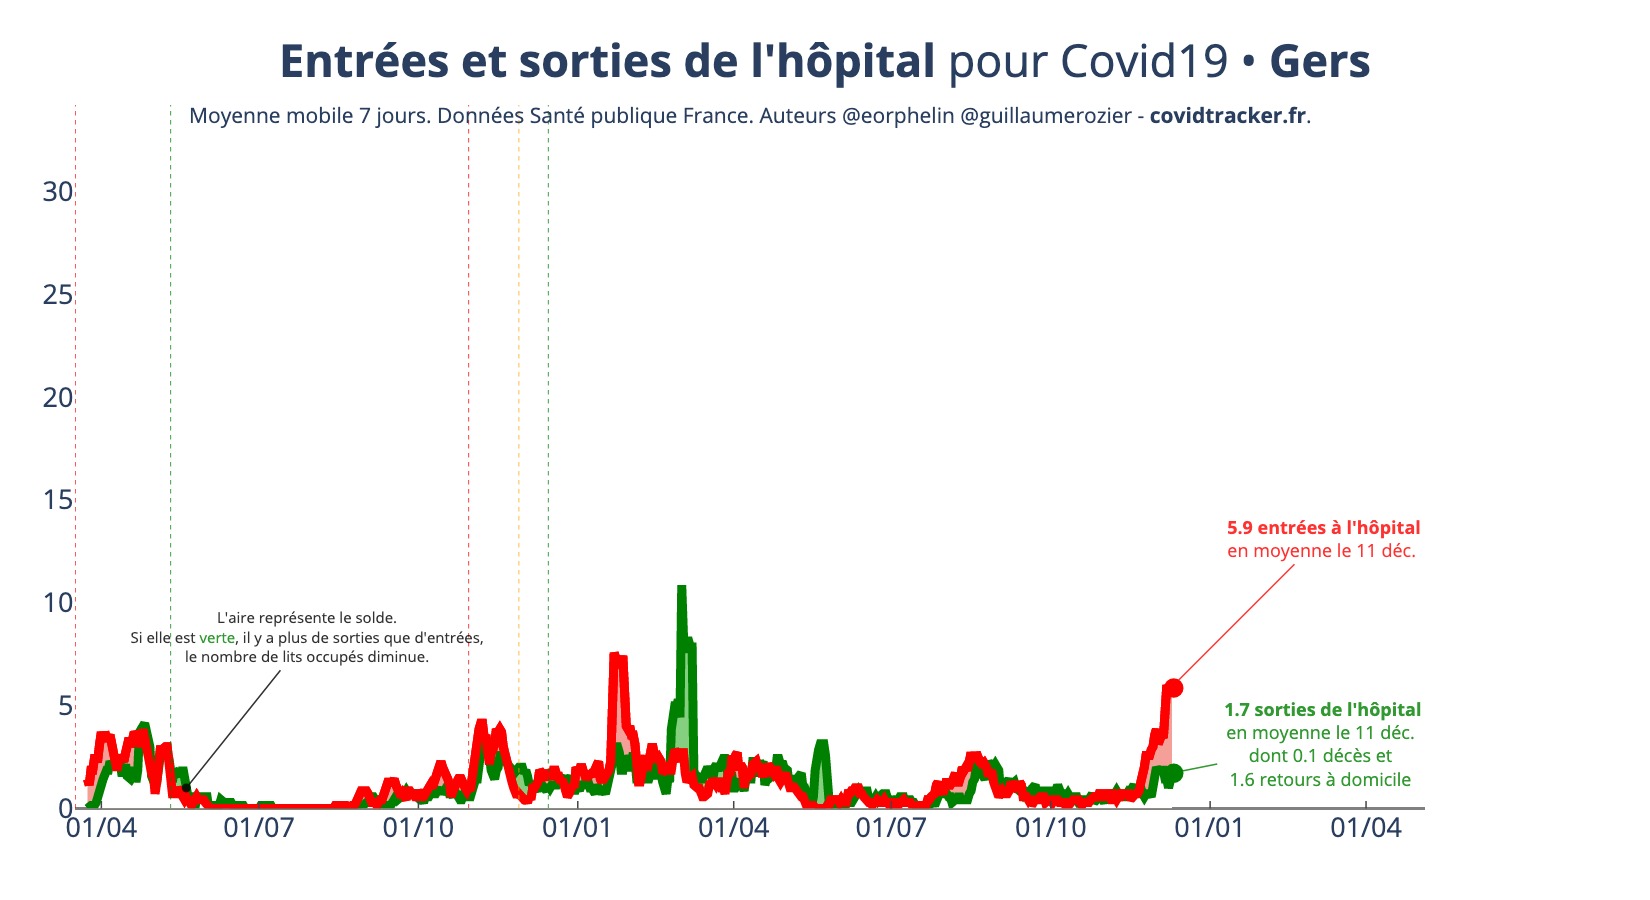 Entrées et sorties de l'hôpital pour Covid19 • Gers
Moyenne mobile 7 jours. Données Santé publique France. Auteurs @eorphelin @guillaumerozier - covidtracker.fr.
30
25
20
15
10
5
0
L'aire représente le solde.
Si elle est verte, il y a plus de sorties que d'entrées,
le nombre de lits occupés diminue.
5.9 entrées à l'hôpital
en moyenne le 11 déc.
1.7 sorties de l'hôpital
en moyenne le 11 déc.
dont 0.1 décès et
1.6 retours à domicile
01/04 01/07 01/10 01/01 01/04 01/07 01/10 01/01 01/04